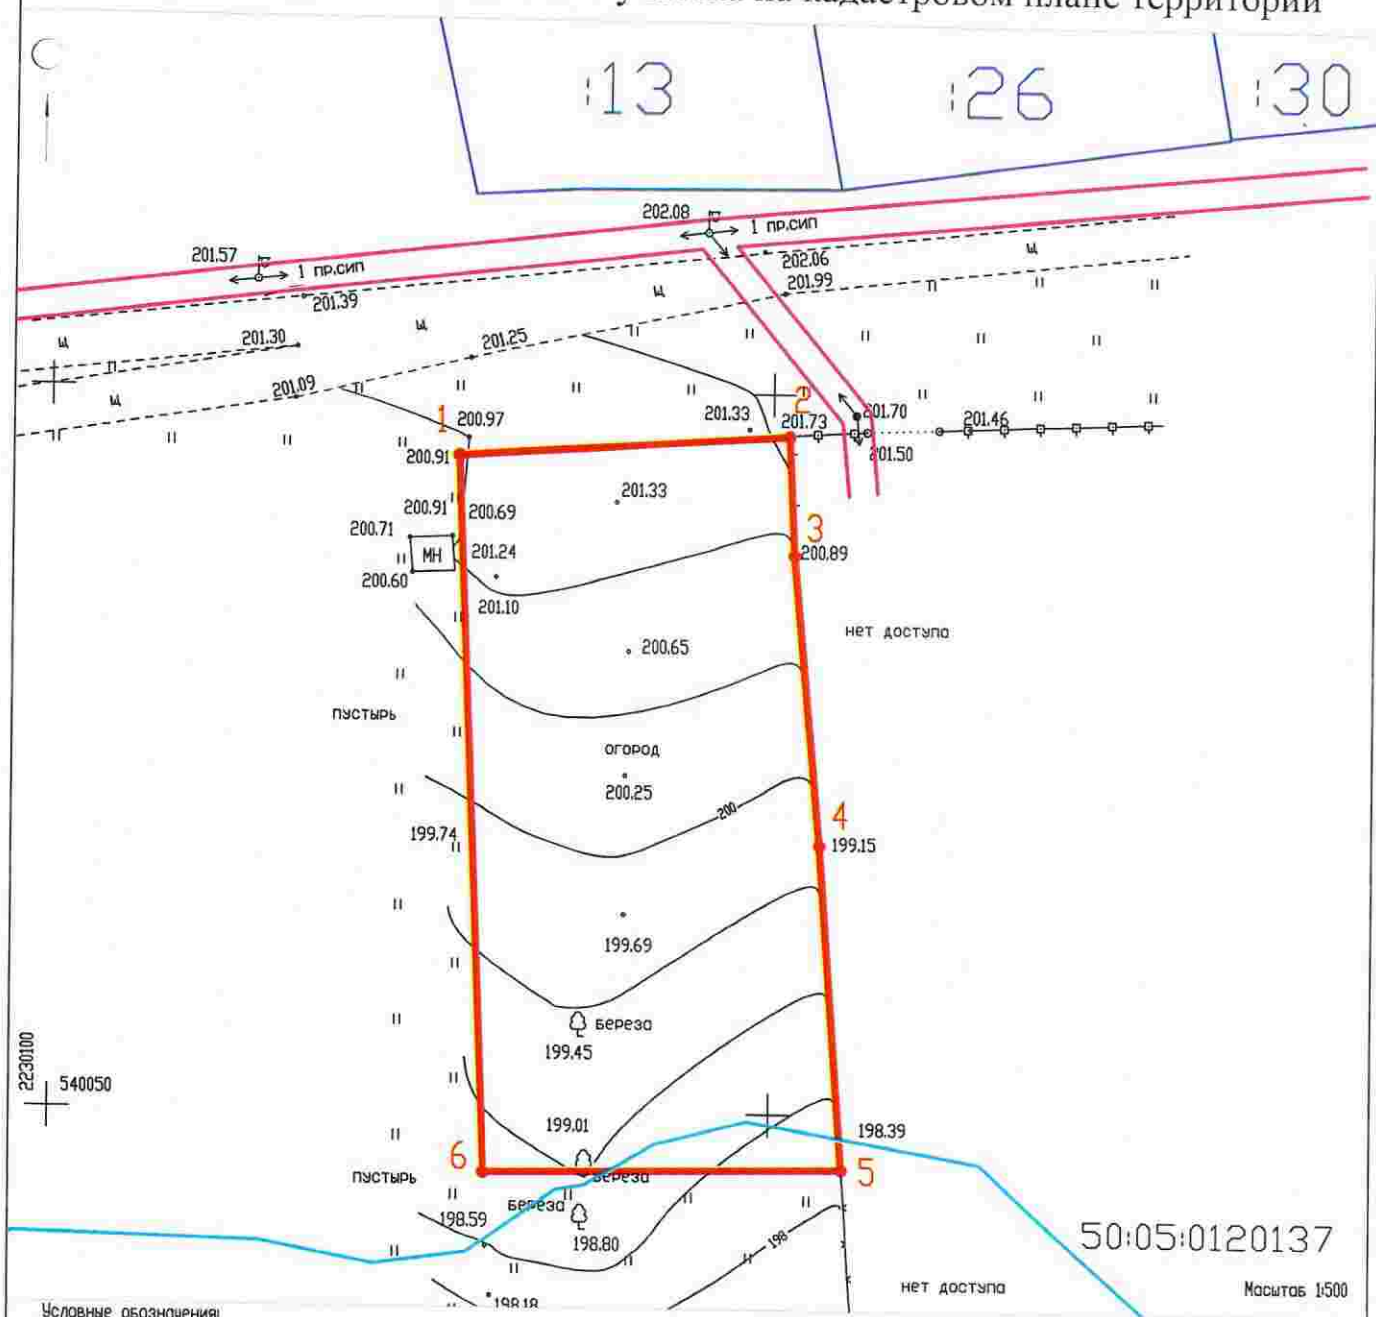 кадастровом плане территории
:13
:26
:30
202.08
1 пр.сип
201.57
1 пр.сип
202.06
щ
201.39
201.99
П
щ
щ
201.30
201.25
щ
П
П
201.09
П
щ
2
1
200.97
201.33
201.73
201.70
201.46
200.91
201.50
201.33
200.91
200.69
200.71
3
МН
201.24
200.89
200.60
201.10
нет доступа
200.65
пустырь
огород
200.25
200
4
199.74
199.15
199.69
береза
199.45
2230100
540050
199.01
198.39
6
5
пустырь
береза
береза
198.59
198.80
198
50:05:0120137
нет доступа
Масштаб 1:500
198.18
Условные обозначения: